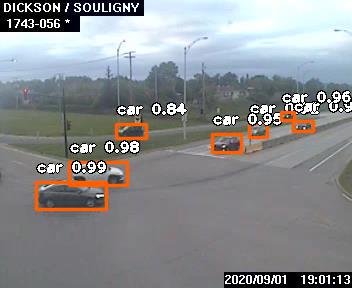 DICKSON / SOULIGNY
1743-056 *
car 0.84
car 0.96
car 0.95
car 0.98
car 0.99
2020/09/01 19:01:13